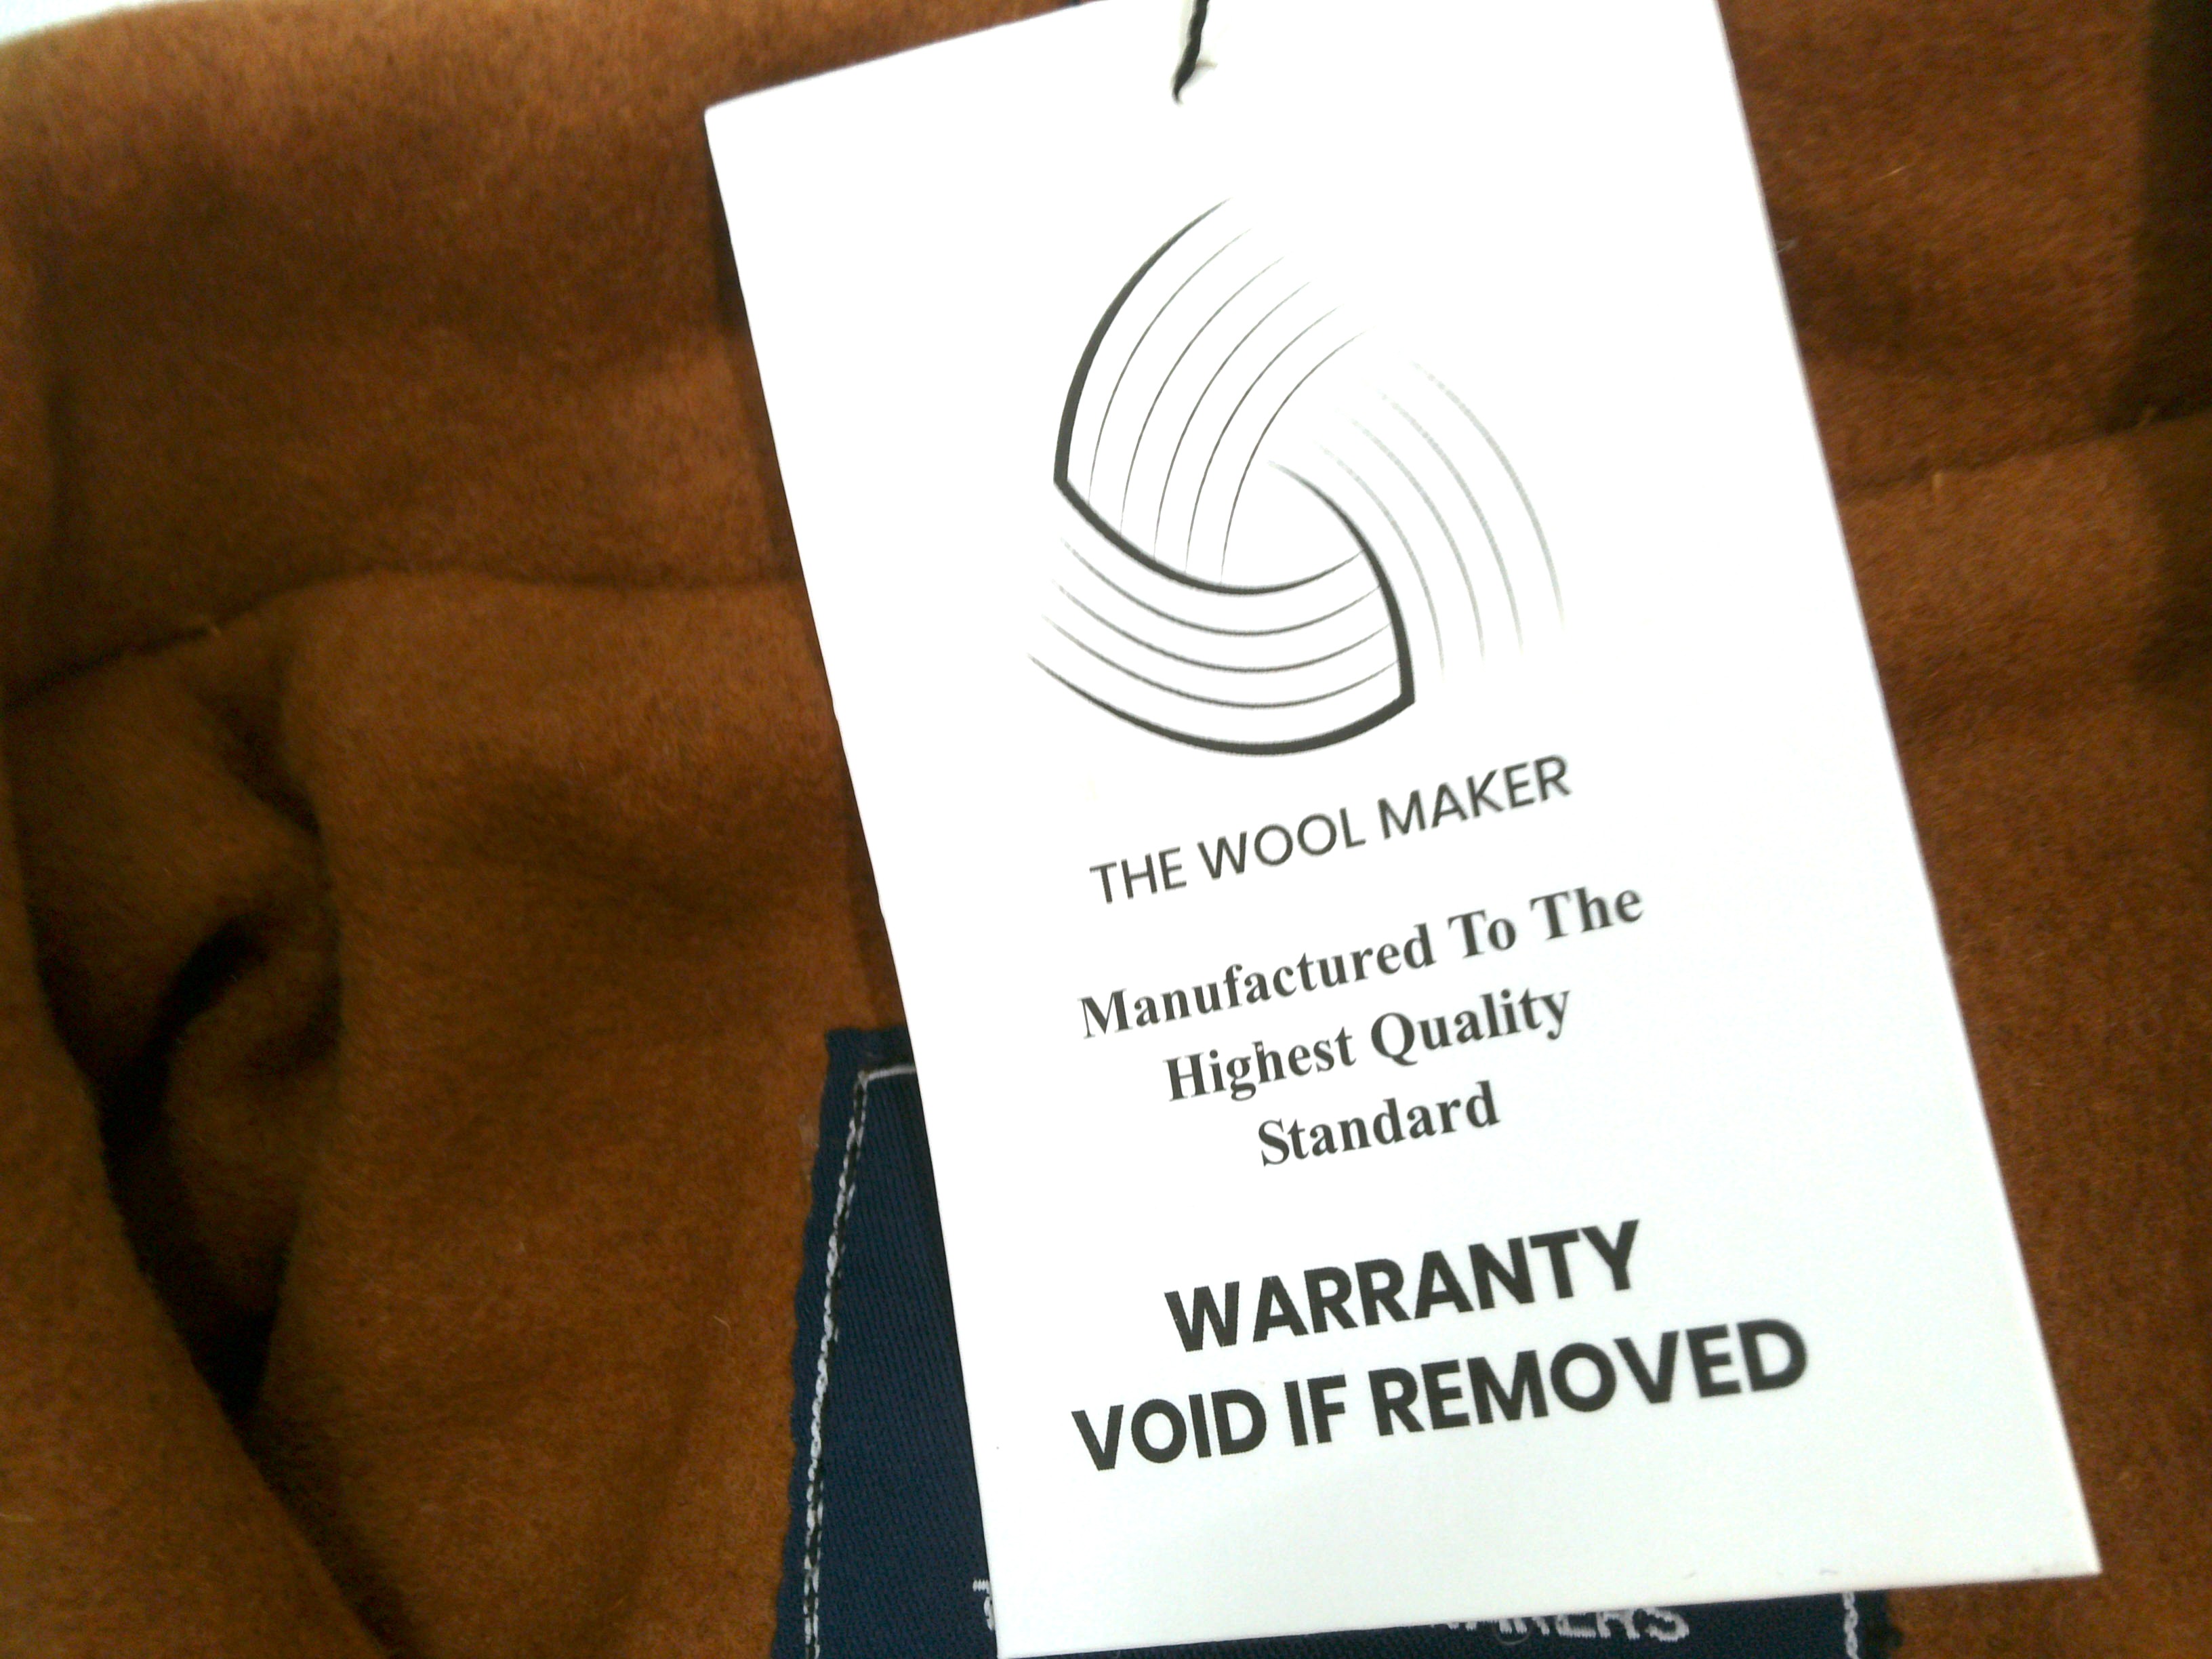 THE WOOL MAKER
Manufactured To The
Highest Quality
Standard
WARRANTY
VOID IF REMOVED